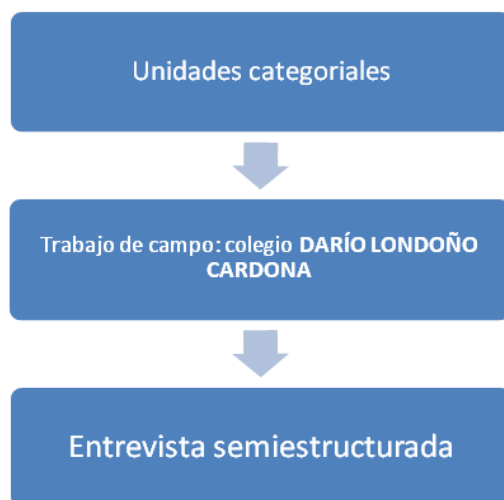 Unidades categoriales
Trabajo de campo: colegio DARÍO LONDOÑO
CARDONA
Entrevista semiestructurada